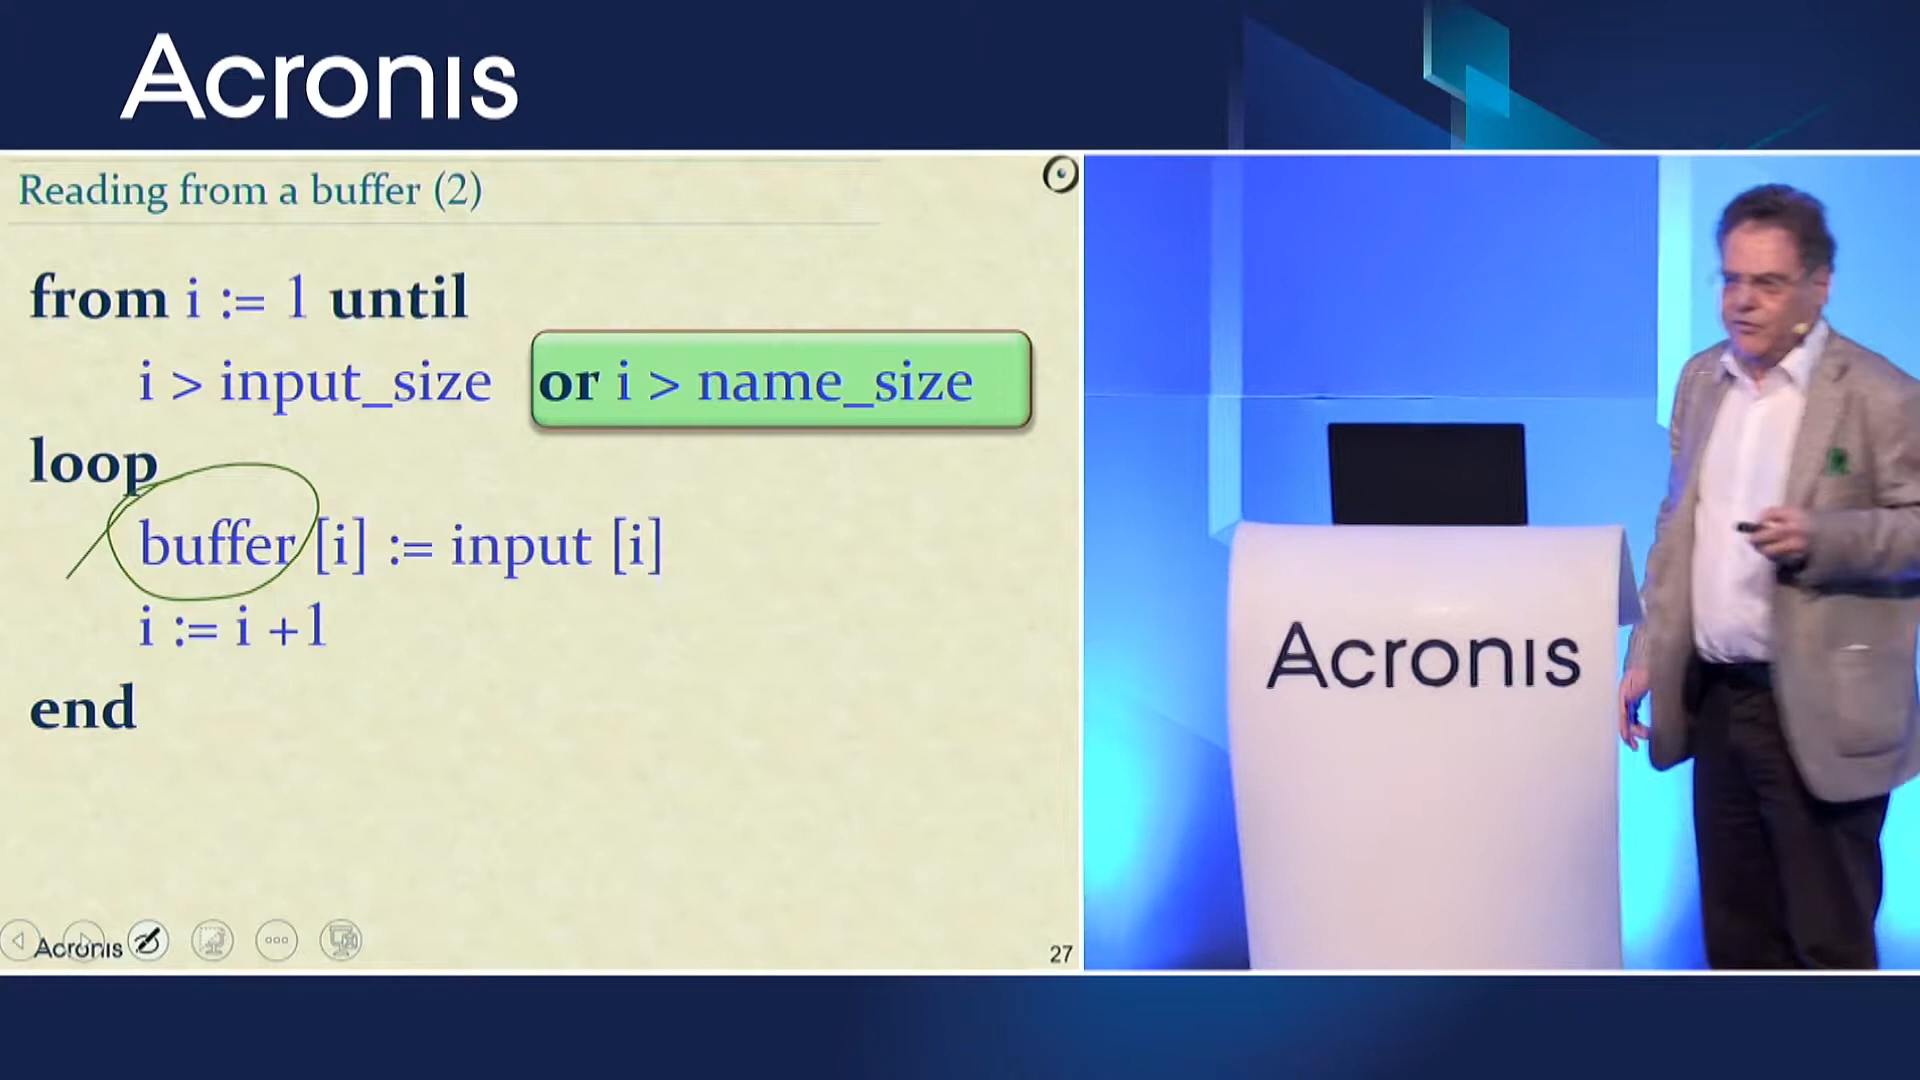 Acronis
Reading from a buffer (2)
from i := 1 until
i > input_size or i > name_size
loop
buffer [i] := input [i]
i := i +1
end
Acronis
27
Acronis